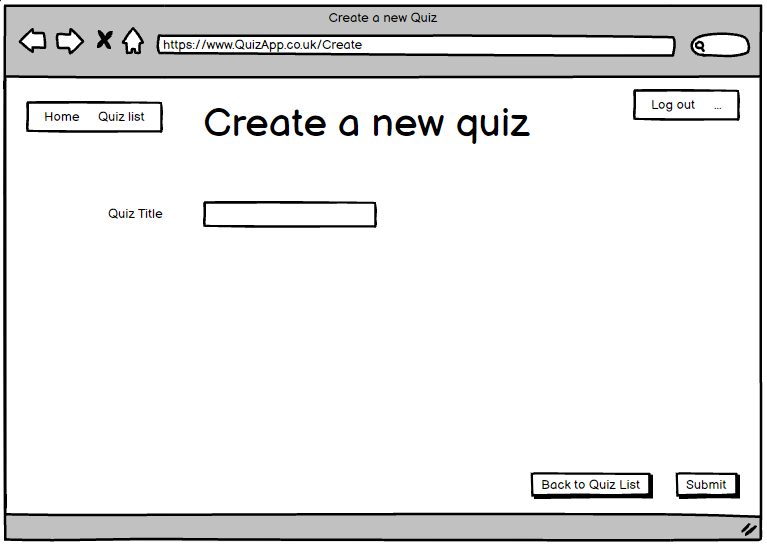 Create a new Quiz
https://www.QuizApp.co.uk/Create
Home Quiz list
Log out ...
Create a new quiz
Quiz Title
Back to Quiz List
Submit